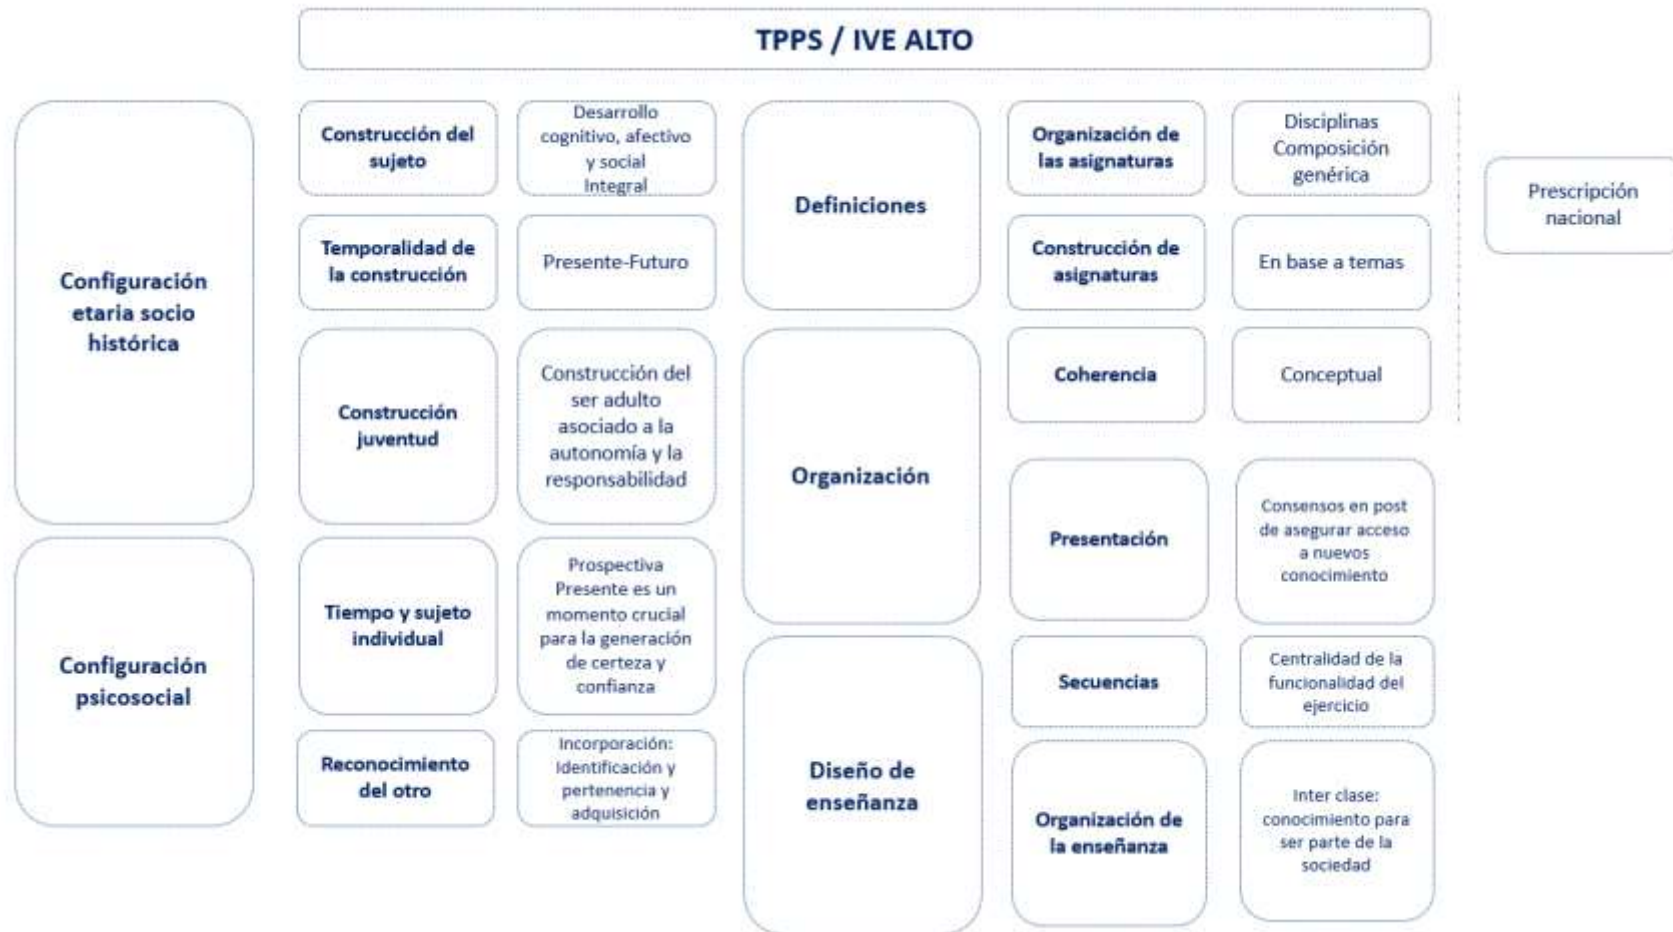 TPPS / IVE ALTO
Configuración
etaria socio
histórica
Construcción del
sujeto
Desarrollo
cognitivo, afectivo
y social
Integral
Temporalidad de
la construcción
Presente-Futuro
Construcción
juventud
Construcción del
ser adulto
asociado a la
autonomía y la
responsabilidad
Configuración
psicosocial
Tiempo y sujeto
individual
Prospectiva
Presente es un
momento crucial
para la generación
de certeza y
confianza
Reconocimiento
del otro
Incorporación:
Identificación y
pertenencia y
adquisición
Definiciones
Organización de
las asignaturas
Disciplinas
Composición
genérica
Construcción de
asignaturas
En base a temas
Organización
Coherencia
Conceptual
Presentación
Consensos en post
de asegurar acceso
a nuevos
conocimiento
Diseño de
enseñanza
Secuencias
Centralidad de la
funcionalidad del
ejercicio
Organización de
la enseñanza
Inter clase:
conocimiento para
ser parte de la
sociedad
Prescripción
nacional